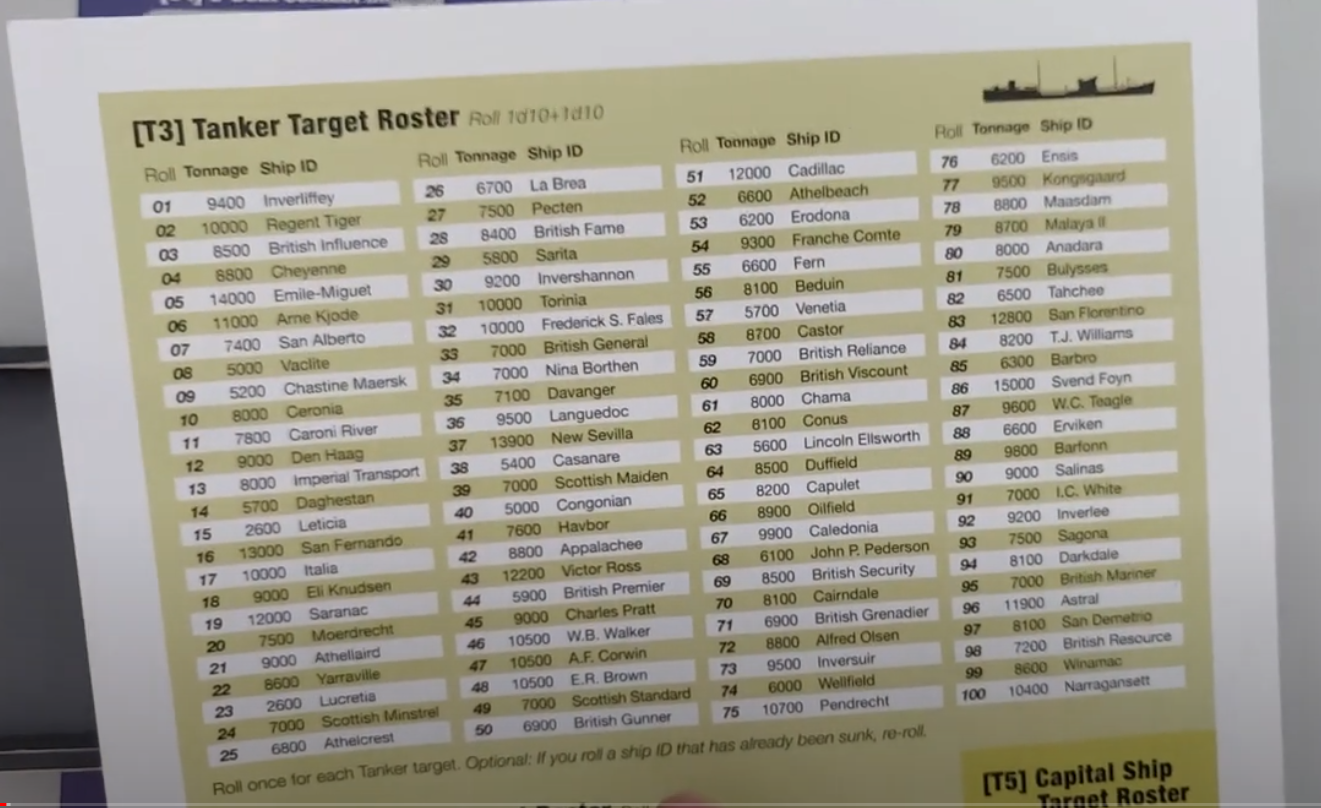 [T3] Tanker Target Roster Roll 1d10+1d10
Roll Tonnage Ship ID
01 9400 Inverliffey
02 10000 Regent Tiger
03 8500 British Influence
04 8800 Cheyenne
05 14000 Emile-Miguet
06 11000 Arne Kjode
07 7400 San Alberto
08 5000 Vaclite
09 5200 Chastine Maersk
10 8000 Ceronia
11 7800 Caroni River
12 9000 Den Haag
13 8000 Imperial Transport
14 5700 Daghestan
15 2600 Leticia
16 13000 San Fernando
17 10000 Italia
18 9000 Eli Knudsen
19 12000 Saranac
20 7500 Moerdrecht
21 9000 Athellaird
22 8600 Yarraville
23 2600 Lucretia
24 7000 Scottish Minstrel
25 6800 Athelcrest
Roll Tonnage Ship ID
26 6700 La Brea
27 7500 Pecten
28 8400 British Fame
29 5800 Sarita
30 9200 Invershannon
31 10000 Torinia
32 10000 Frederick S. Fales
33 7000 British General
34 7000 Nina Borthen
35 7100 Davanger
36 9500 Languedoc
37 13900 New Sevilla
38 5400 Casanare
39 7000 Scottish Maiden
40 5000 Congonian
41 7600 Havbor
42 8800 Appalachee
43 12200 Victor Ross
44 5900 British Premier
45 9000 Charles Pratt
46 10500 W.B. Walker
47 10500 A.F. Corwin
48 10500 E.R. Brown
49 7000 Scottish Standard
50 6900 British Gunner
Roll Tonnage Ship ID
51 12000 Cadillac
52 6600 Athelbeach
53 6200 Erodona
54 9300 Franche Comte
55 6600 Fern
56 8100 Beduin
57 5700 Venetia
58 8700 Castor
59 7000 British Reliance
60 6900 British Viscount
61 8000 Chama
62 8100 Conus
63 5600 Lincoln Ellsworth
64 8500 Duffield
65 8200 Capulet
66 8900 Oilfield
67 9900 Caledonia
68 6100 John P. Pederson
69 8500 British Security
70 8100 Cairndale
71 6900 British Grenadier
72 8800 Alfred Olsen
73 9500 Inversuir
74 6000 Wellfield
75 10700 Pendrecht
Roll Tonnage Ship ID
76 6200 Ensis
77 9500 Kongsgaard
78 8800 Maasdam
79 8700 Malaya II
80 8000 Anadara
81 7500 Bulysses
82 6500 Tahchee
83 12800 San Florentino
84 8200 T.J. Williams
85 6300 Barbro
86 15000 Svend Foyn
87 9600 W.C. Teagle
88 6600 Erviken
89 9800 Barfonn
90 9000 Salinas
91 7000 I.C. White
92 9200 Inverlee
93 7500 Sagona
94 8100 Darkdale
95 7000 British Mariner
96 11900 Astral
97 8100 San Demetrio
98 7200 British Resource
99 8600 Winamac
100 10400 Narragansett
Roll once for each Tanker target. Optional: If you roll a ship ID that has already been sunk, re-roll.
[T5] Capital Ship
Target Roster